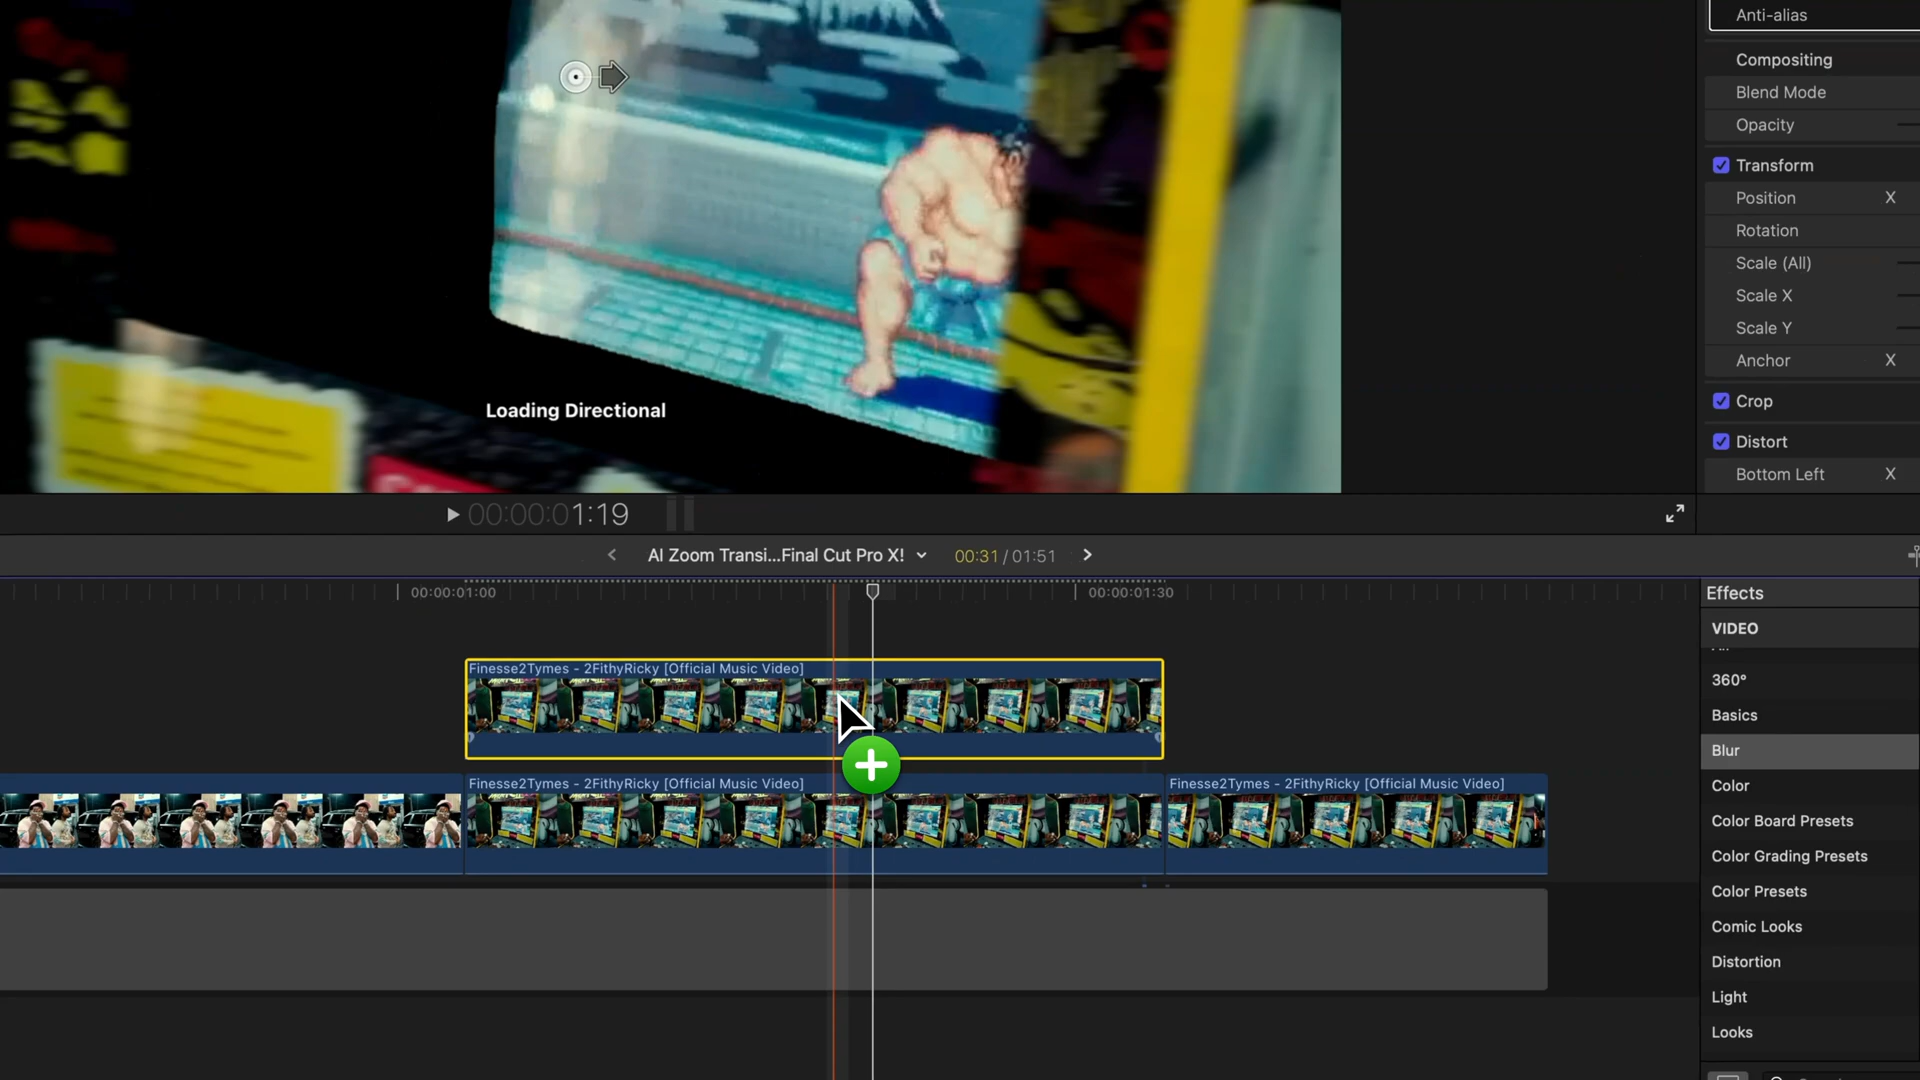 Anti-alias
Compositing
Blend Mode
Opacity
Transform
Position X
Rotation
Scale (All)
Scale X
Scale Y
Anchor X
Crop
Distort
Bottom Left X
Loading Directional
00:00:01:19
AI Zoom Transi...Final Cut Pro X!
00:31 / 01:51
00:00:01:00
00:00:01:30
Finesse2Tymes - 2FithyRicky [Official Music Video]
Finesse2Tymes - 2FithyRicky [Official Music Video]
Finesse2Tymes - 2FithyRicky [Official Music Video]
Effects
VIDEO
360°
Basics
Blur
Color
Color Board Presets
Color Grading Presets
Color Presets
Comic Looks
Distortion
Light
Looks